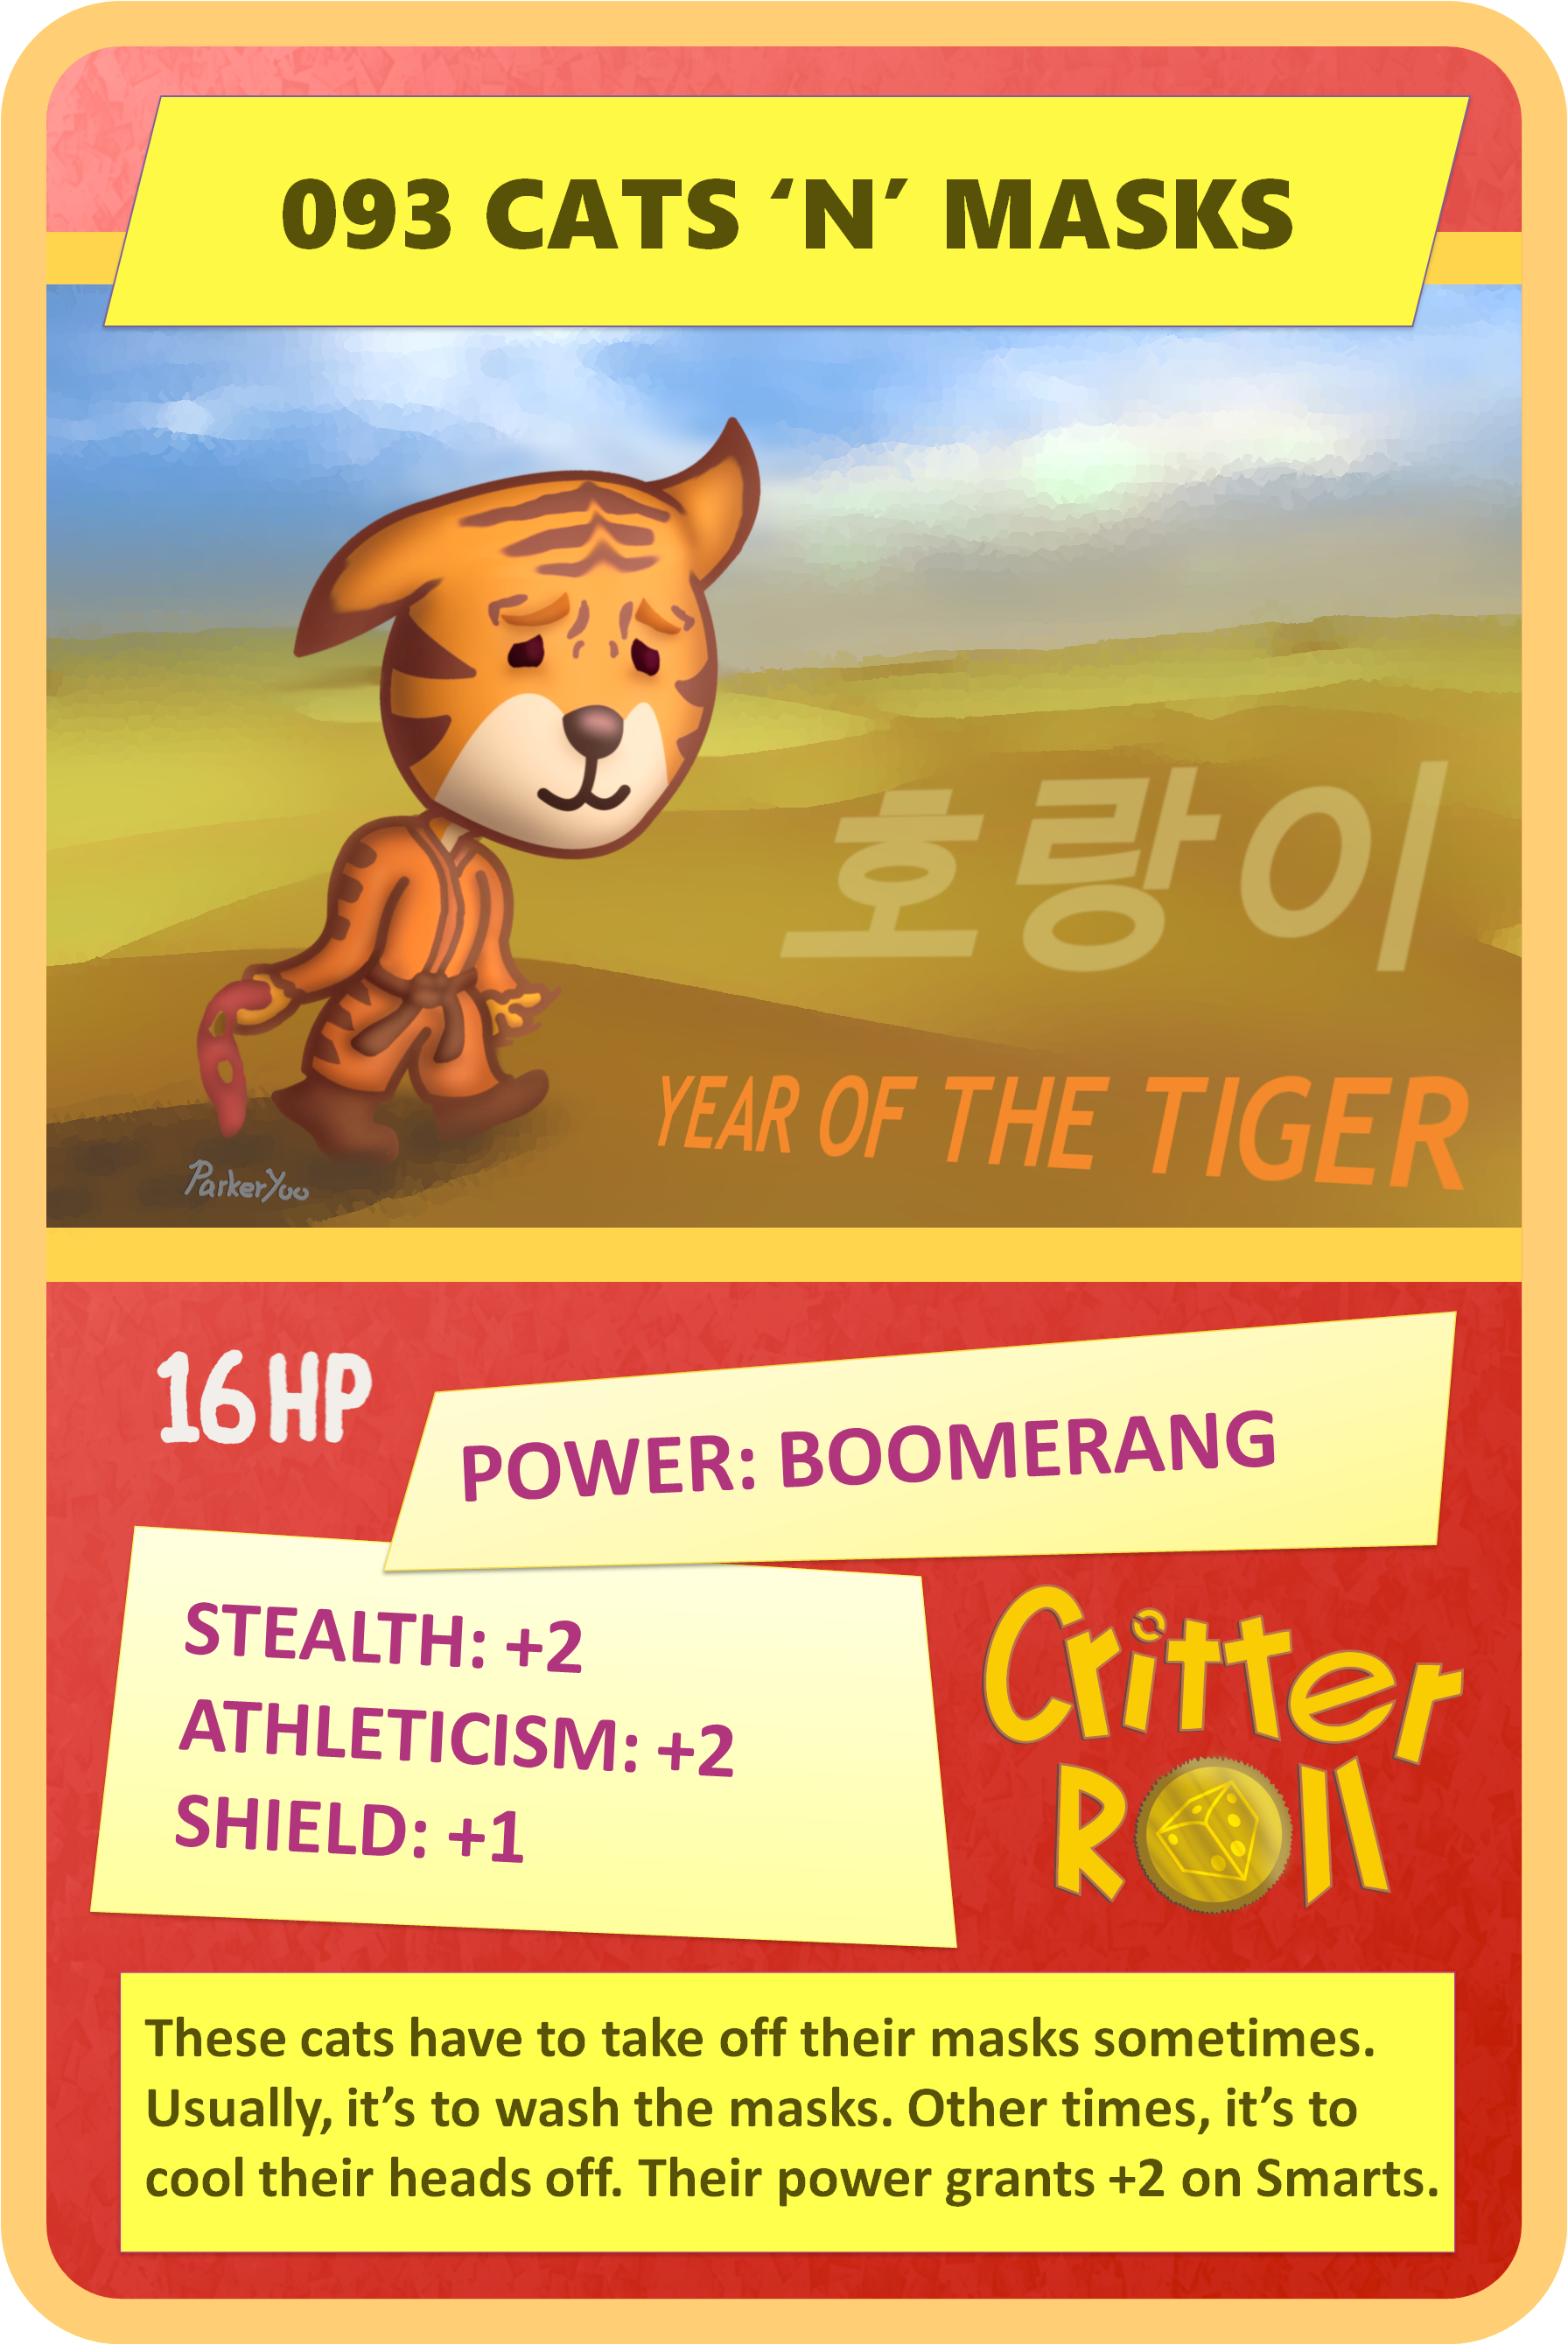 093 CATS ‘N’ MASKS
호랑이
YEAR OF THE TIGER
ParkerYoo
16 HP
POWER: BOOMERANG
STEALTH: +2
ATHLETICISM: +2
SHIELD: +1
Critter
Roll
These cats have to take off their masks sometimes.
Usually, it’s to wash the masks. Other times, it’s to
cool their heads off. Their power grants +2 on Smarts.